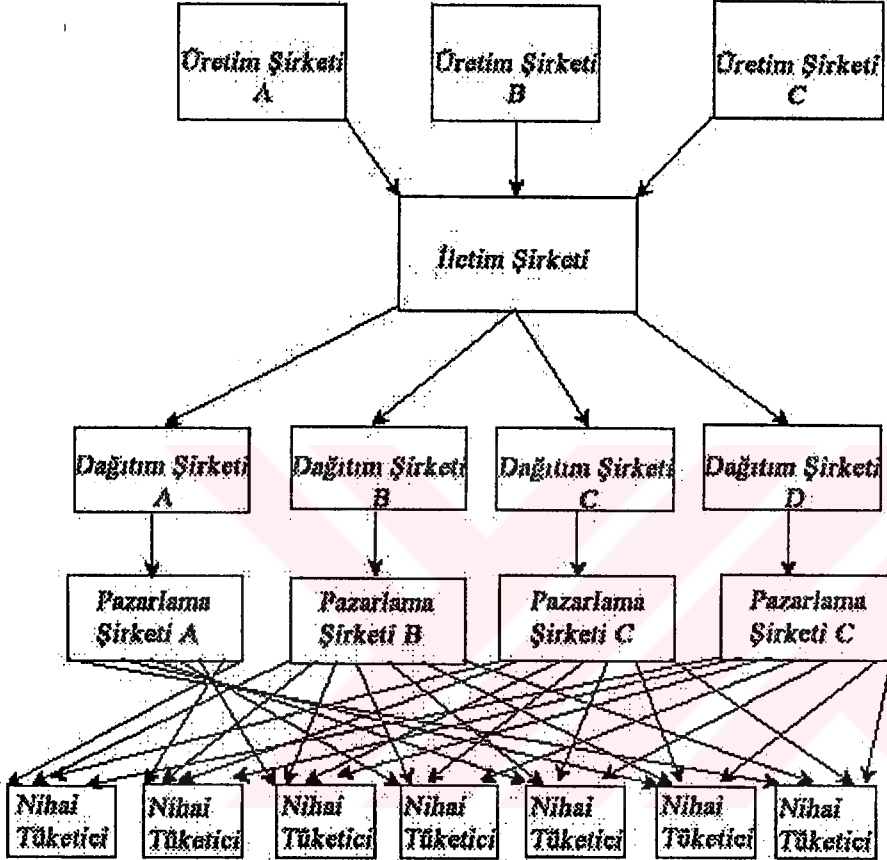 Üretim Şirketi
A
Üretim Şirketi
B
Üretim Şirketi
C
İletim Şirketi
Dağıtım Şirketi
A
Dağıtım Şirketi
B
Dağıtım Şirketi
C
Dağıtım Şirketi
D
Pazarlama
Şirketi A
Pazarlama
Şirketi B
Pazarlama
Şirketi C
Pazarlama
Şirketi C
Nihai
Tüketici
Nihai
Tüketici
Nihai
Tüketici
Nihai
Tüketici
Nihai
Tüketici
Nihai
Tüketici
Nihai
Tüketici